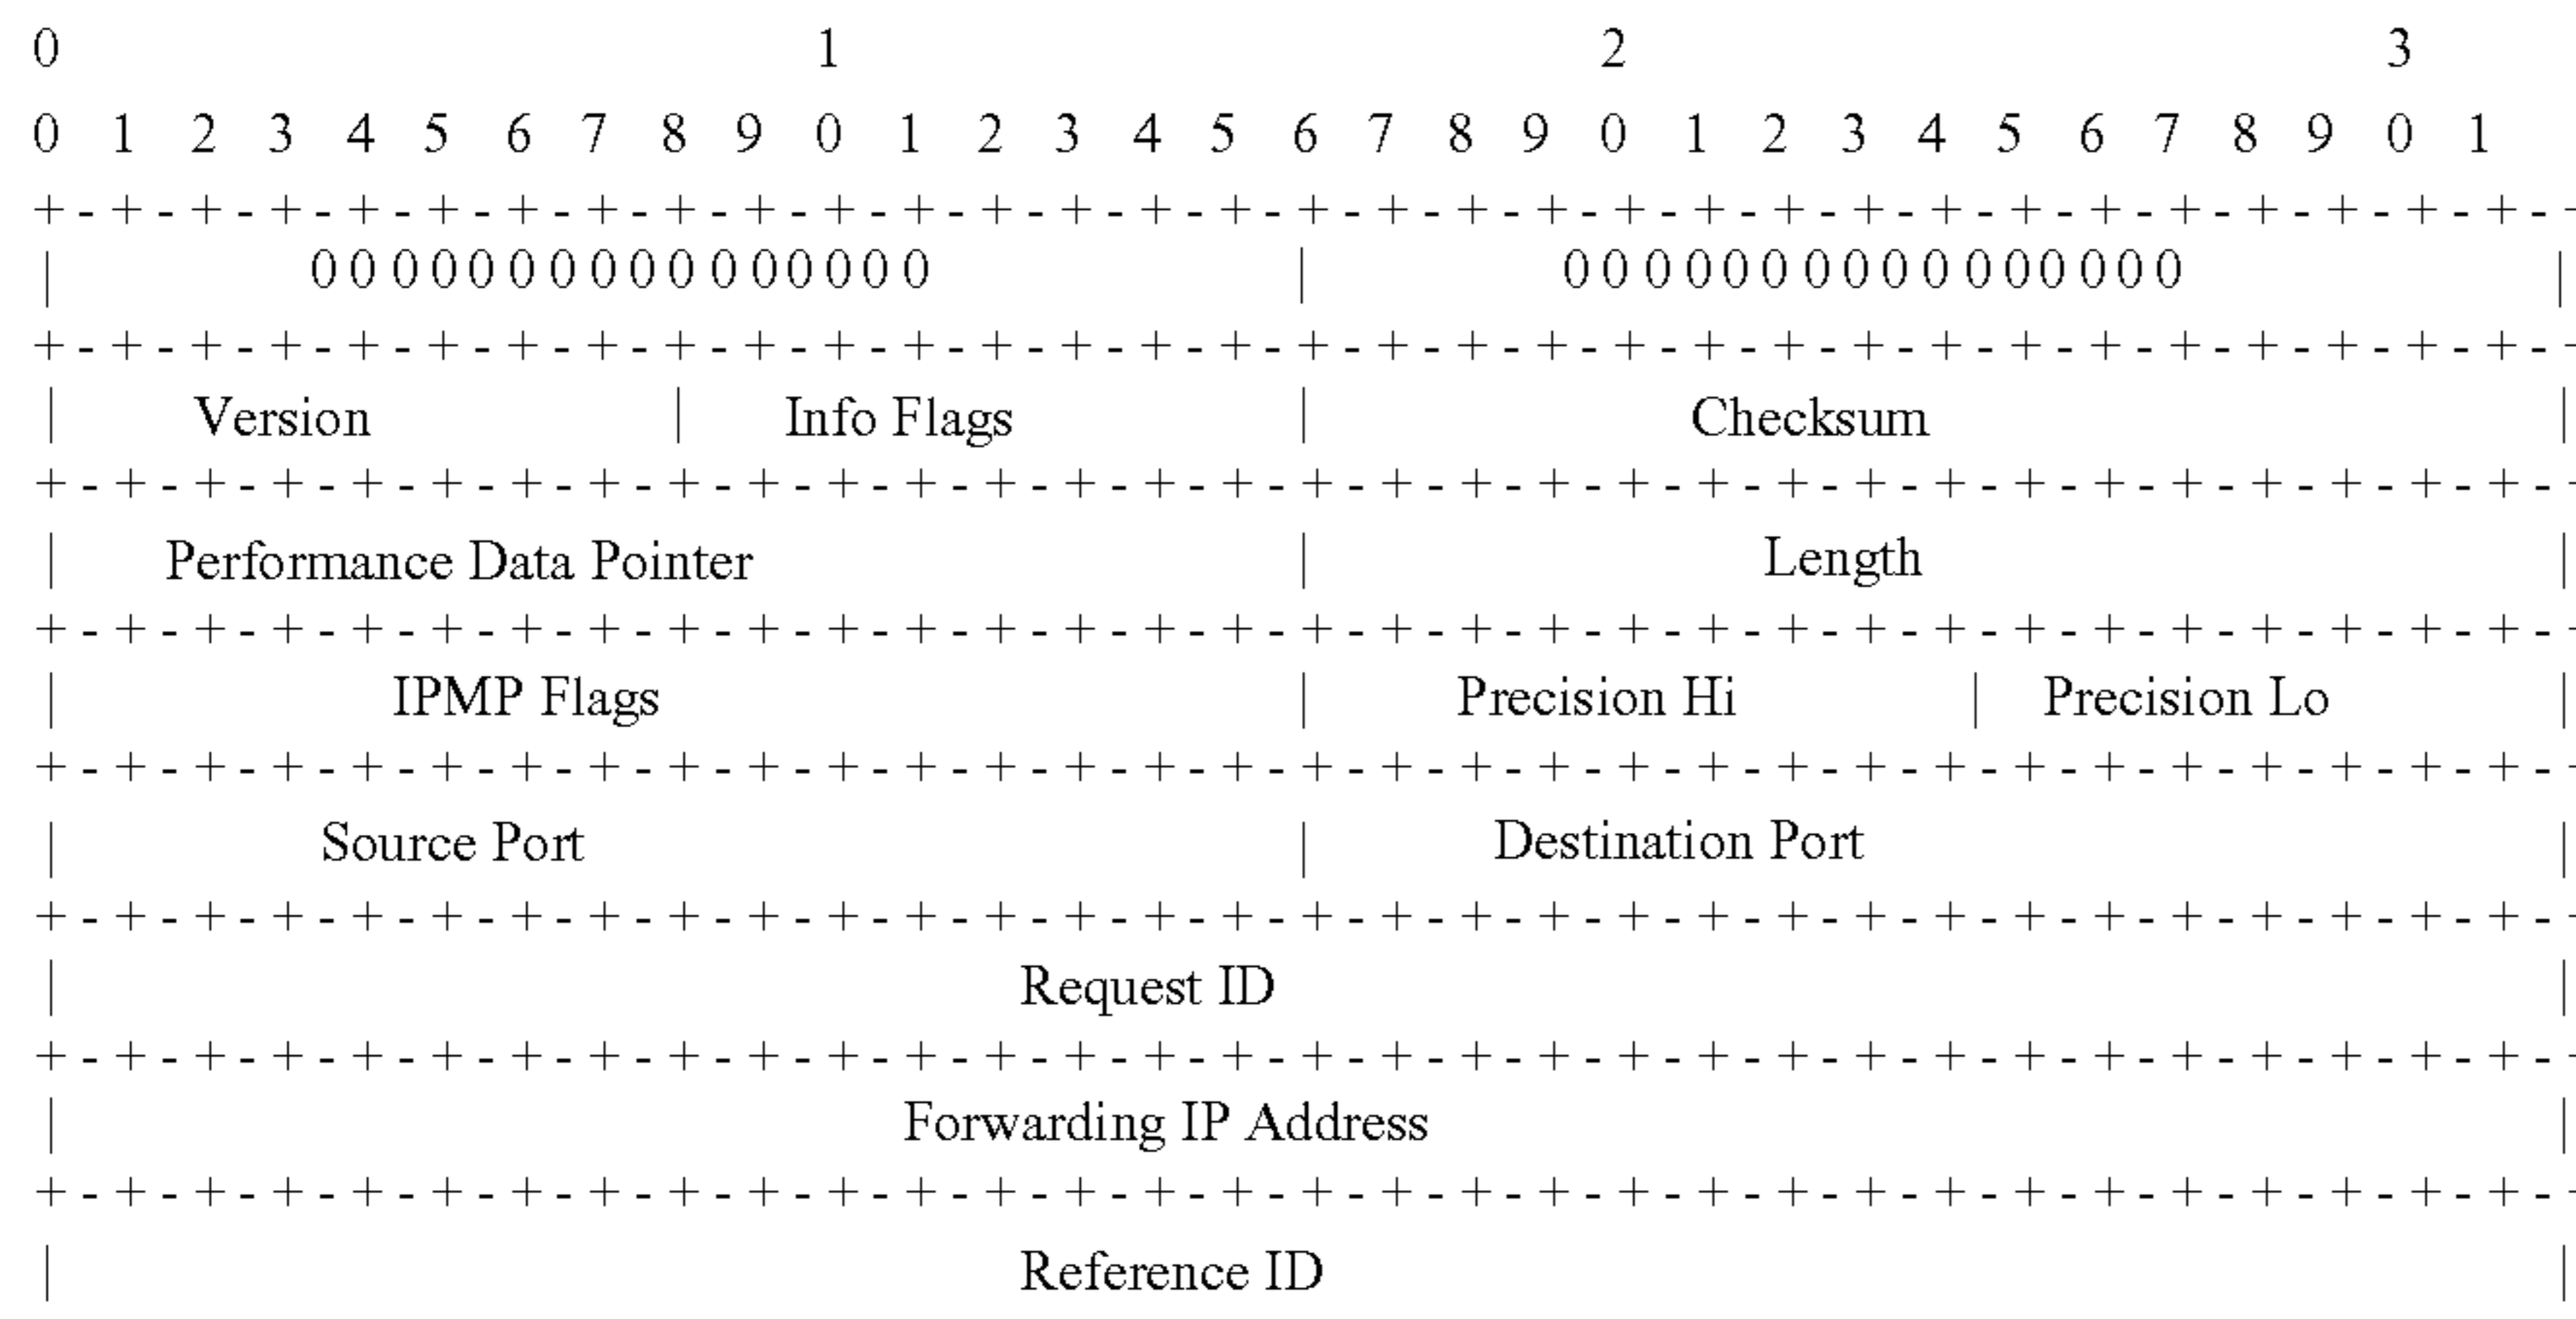 0 1 2 3
0 1 2 3 4 5 6 7 8 9 0 1 2 3 4 5 6 7 8 9 0 1 2 3 4 5 6 7 8 9 0 1
+ - + - + - + - + - + - + - + - + - + - + - + - + - + - + - + - + - + - + - + - + - + - + - + - + - + - + - + - + - + - + - + - +
| 0 0 0 0 0 0 0 0 0 0 0 0 0 0 0 0 | 0 0 0 0 0 0 0 0 0 0 0 0 0 0 0 0 |
+ - + - + - + - + - + - + - + - + - + - + - + - + - + - + - + - + - + - + - + - + - + - + - + - + - + - + - + - + - + - + - + - +
| Version | Info Flags | Checksum |
+ - + - + - + - + - + - + - + - + - + - + - + - + - + - + - + - + - + - + - + - + - + - + - + - + - + - + - + - + - + - + - + - +
| Performance Data Pointer | Length |
+ - + - + - + - + - + - + - + - + - + - + - + - + - + - + - + - + - + - + - + - + - + - + - + - + - + - + - + - + - + - + - + - +
| IPMP Flags | Precision Hi | Precision Lo |
+ - + - + - + - + - + - + - + - + - + - + - + - + - + - + - + - + - + - + - + - + - + - + - + - + - + - + - + - + - + - + - + - +
| Source Port | Destination Port |
+ - + - + - + - + - + - + - + - + - + - + - + - + - + - + - + - + - + - + - + - + - + - + - + - + - + - + - + - + - + - + - + - +
| Request ID |
+ - + - + - + - + - + - + - + - + - + - + - + - + - + - + - + - + - + - + - + - + - + - + - + - + - + - + - + - + - + - + - + - +
| Forwarding IP Address |
+ - + - + - + - + - + - + - + - + - + - + - + - + - + - + - + - + - + - + - + - + - + - + - + - + - + - + - + - + - + - + - + - +
| Reference ID |